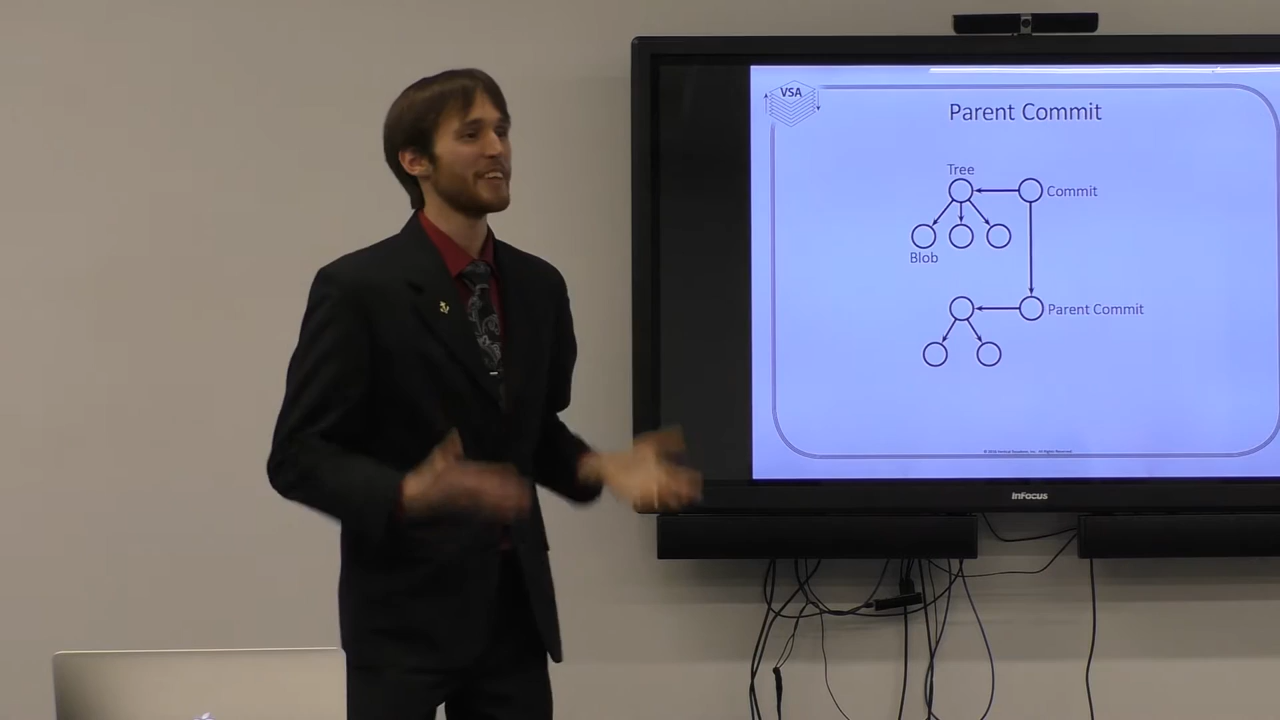 VSA
Parent Commit
Tree
Commit
Blob
Parent Commit
InFocus